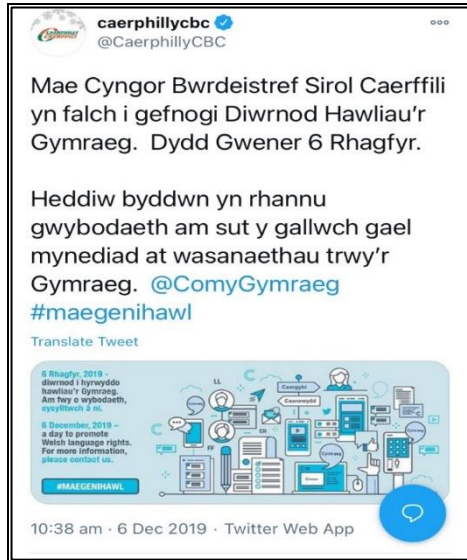 caerphillycbc
@CaerphillyCBC
Mae Cyngor Bwrdeistref Sirol Caerffili
yn falch i gefnogi Diwrnod Hawliau'r
Gymraeg. Dydd Gwener 6 Rhagfyr.
Heddiw byddwn yn rhannu
gwybodaeth am sut y gallwch gael
mynediad at wasanaethau trwy'r
Gymraeg. @ComyGymraeg
#maegenihawl
Translate Tweet
6 Rhagfyr, 2019 –
diwrnod i hyrwyddo
hawliau'r Gymraeg.
Am fwy o wybodaeth,
cysylltwch â ni.
6 December, 2019 –
a day to promote
Welsh language rights.
For more information,
please contact us.
#MAEGENIHAWL
LL
FF
10:38 am · 6 Dec 2019 · Twitter Web App